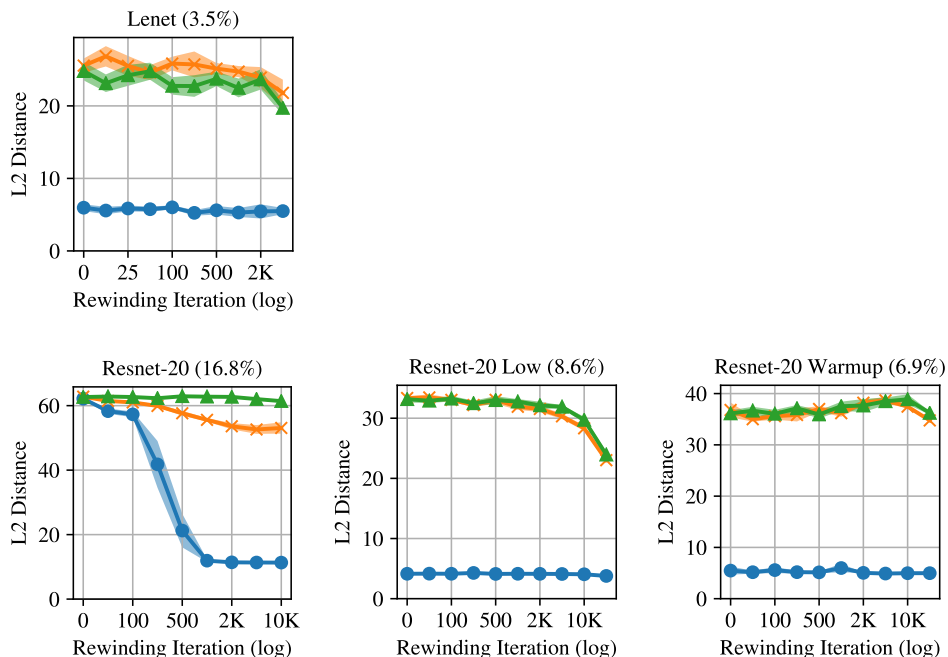 Lenet (3.5%)
L2 Distance
20
10
0
0 25 100 500 2K
Rewinding Iteration (log)
Resnet-20 (16.8%)
L2 Distance
60
40
20
0
0 100 500 2K 10K
Rewinding Iteration (log)
Resnet-20 Low (8.6%)
L2 Distance
30
20
10
0
0 100 500 2K 10K
Rewinding Iteration (log)
Resnet-20 Warmup (6.9%)
L2 Distance
40
30
20
10
0
0 100 500 2K 10K
Rewinding Iteration (log)